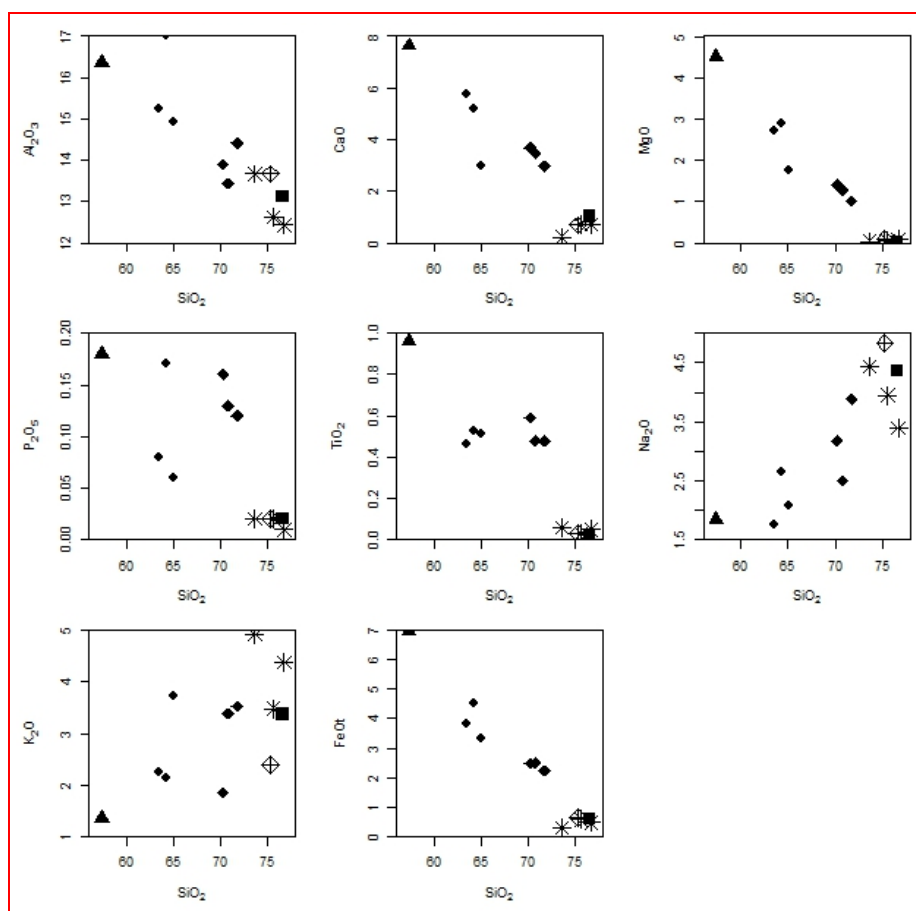 Al₂O₃
17
16
15
14
13
12
60 65 70 75
SiO₂
CaO
8
6
4
2
0
60 65 70 75
SiO₂
MgO
5
4
3
2
1
0
60 65 70 75
SiO₂
P₂O₅
0.20
0.15
0.10
0.05
0.00
60 65 70 75
SiO₂
TiO₂
1.0
0.8
0.6
0.4
0.2
0.0
60 65 70 75
SiO₂
Na₂O
4.5
3.5
2.5
1.5
60 65 70 75
SiO₂
K₂O
5
4
3
2
1
60 65 70 75
SiO₂
FeOt
7
6
5
4
3
2
1
0
60 65 70 75
SiO₂